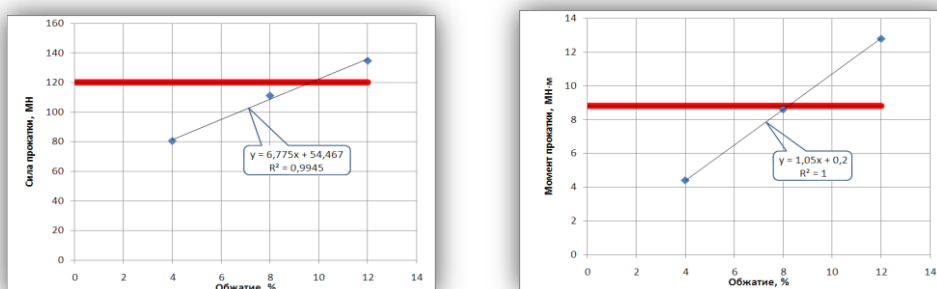 160
140
120
100
80
60
40
20
0
0 2 4 6 8 10 12 14
Сила прокатки, МН
Обжатие, %
y = 6,775x + 54,467
R² = 0,9945
14
12
10
8
6
4
2
0
0 2 4 6 8 10 12 14
Момент прокатки, МН·м
Обжатие, %
y = 1,05x + 0,2
R² = 1